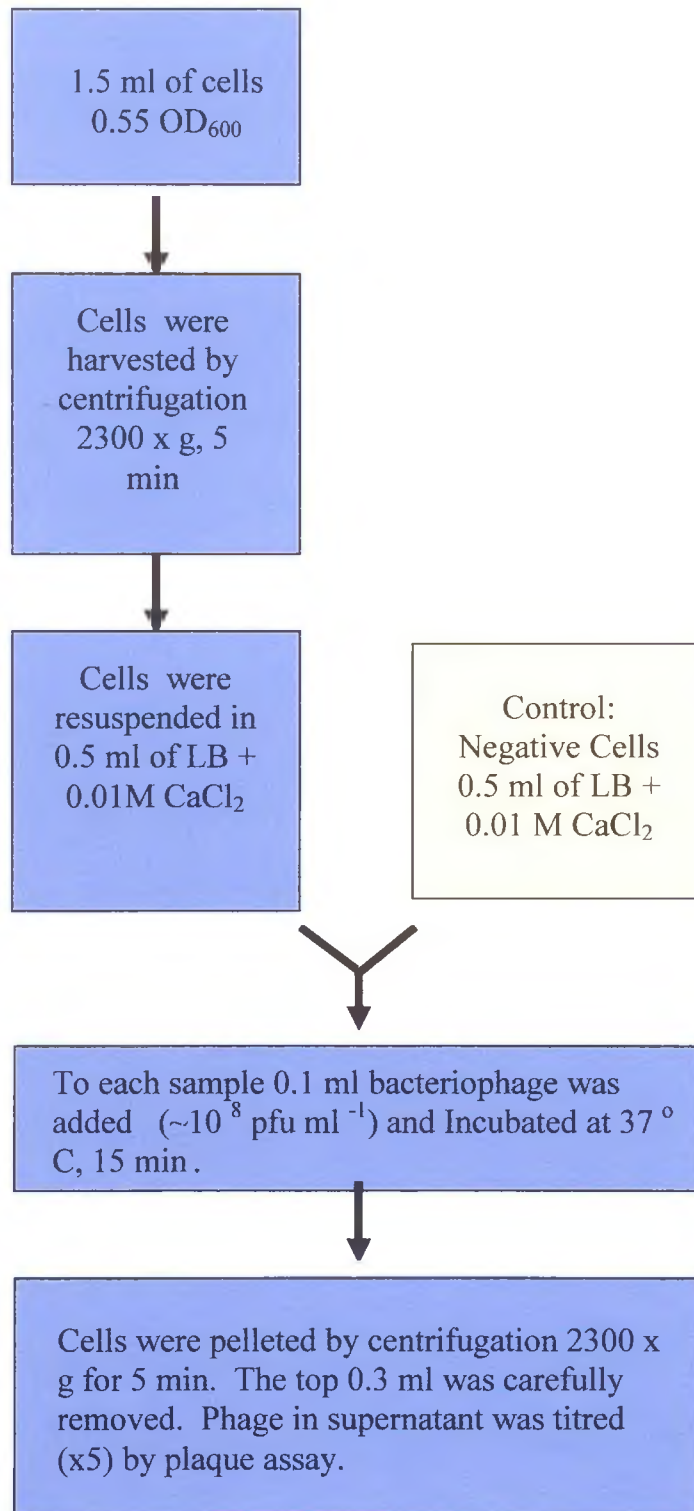 1.5 ml of cells
0.55 OD₆₀₀
Cells were
harvested by
centrifugation
2300 x g, 5
min
Cells were
resuspended in
0.5 ml of LB +
0.01M CaCl₂
Control:
Negative Cells
0.5 ml of LB +
0.01 M CaCl₂
To each sample 0.1 ml bacteriophage was
added (~10 ⁸ pfu ml ⁻¹) and Incubated at 37 °
C, 15 min .
Cells were pelleted by centrifugation 2300 x
g for 5 min. The top 0.3 ml was carefully
removed. Phage in supernatant was titred
(x5) by plaque assay.